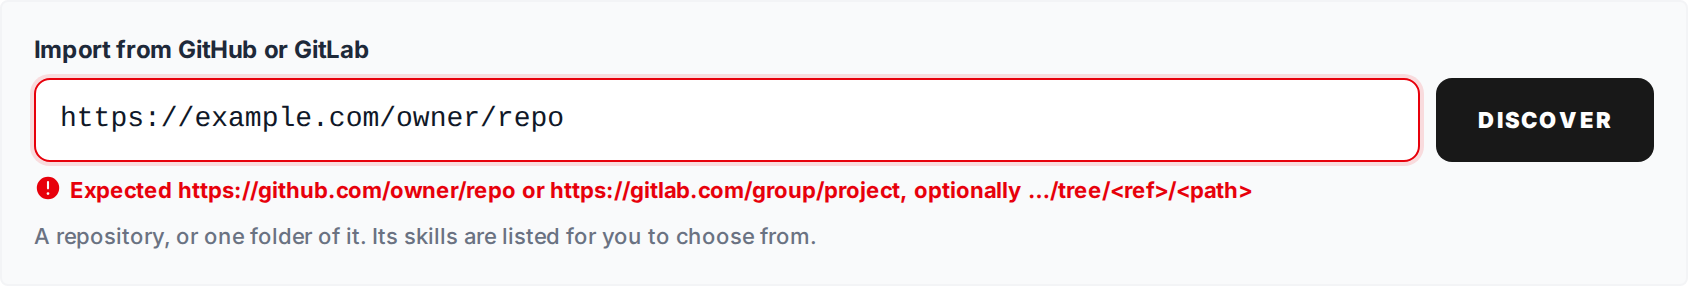 Import from GitHub or GitLab
https://example.com/owner/repo
DISCOVER
Expected https://github.com/owner/repo or https://gitlab.com/group/project, optionally .../tree/<ref>/<path>
A repository, or one folder of it. Its skills are listed for you to choose from.